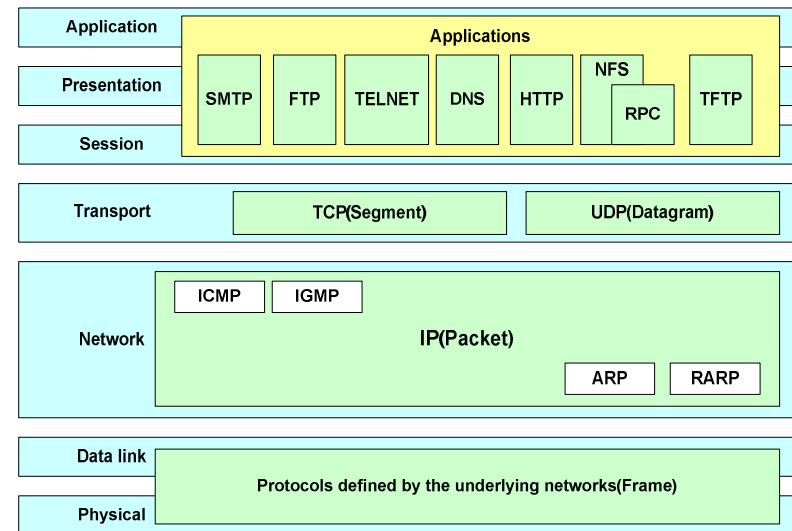 Application
Applications
Presentation
SMTP
FTP
TELNET
DNS
HTTP
NFS
RPC
TFTP
Session
Transport
TCP(Segment)
UDP(Datagram)
ICMP
IGMP
Network
IP(Packet)
ARP
RARP
Data link
Protocols defined by the underlying networks(Frame)
Physical